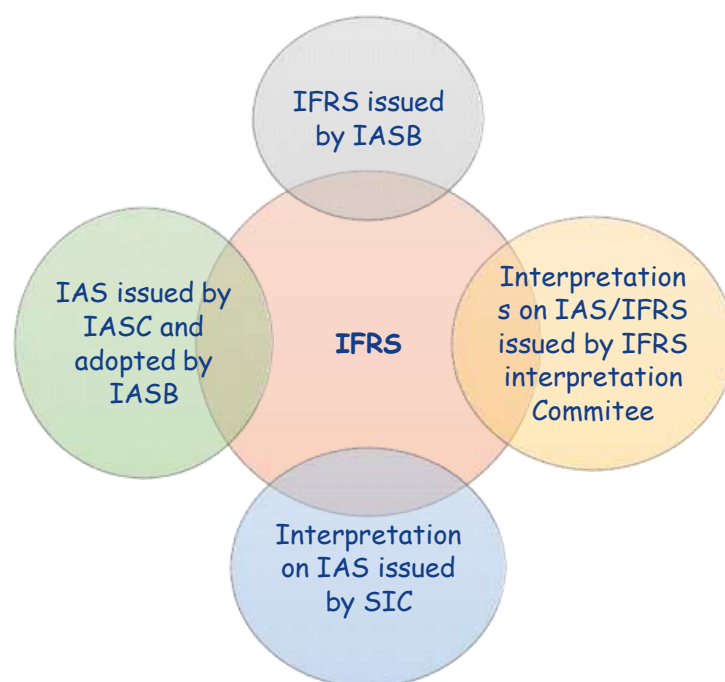 IFRS issued
by IASB
IAS issued by
IASC and
adopted by
IASB
IFRS
Interpretation
s on IAS/IFRS
issued by IFRS
interpretation
Commitee
Interpretation
on IAS issued
by SIC